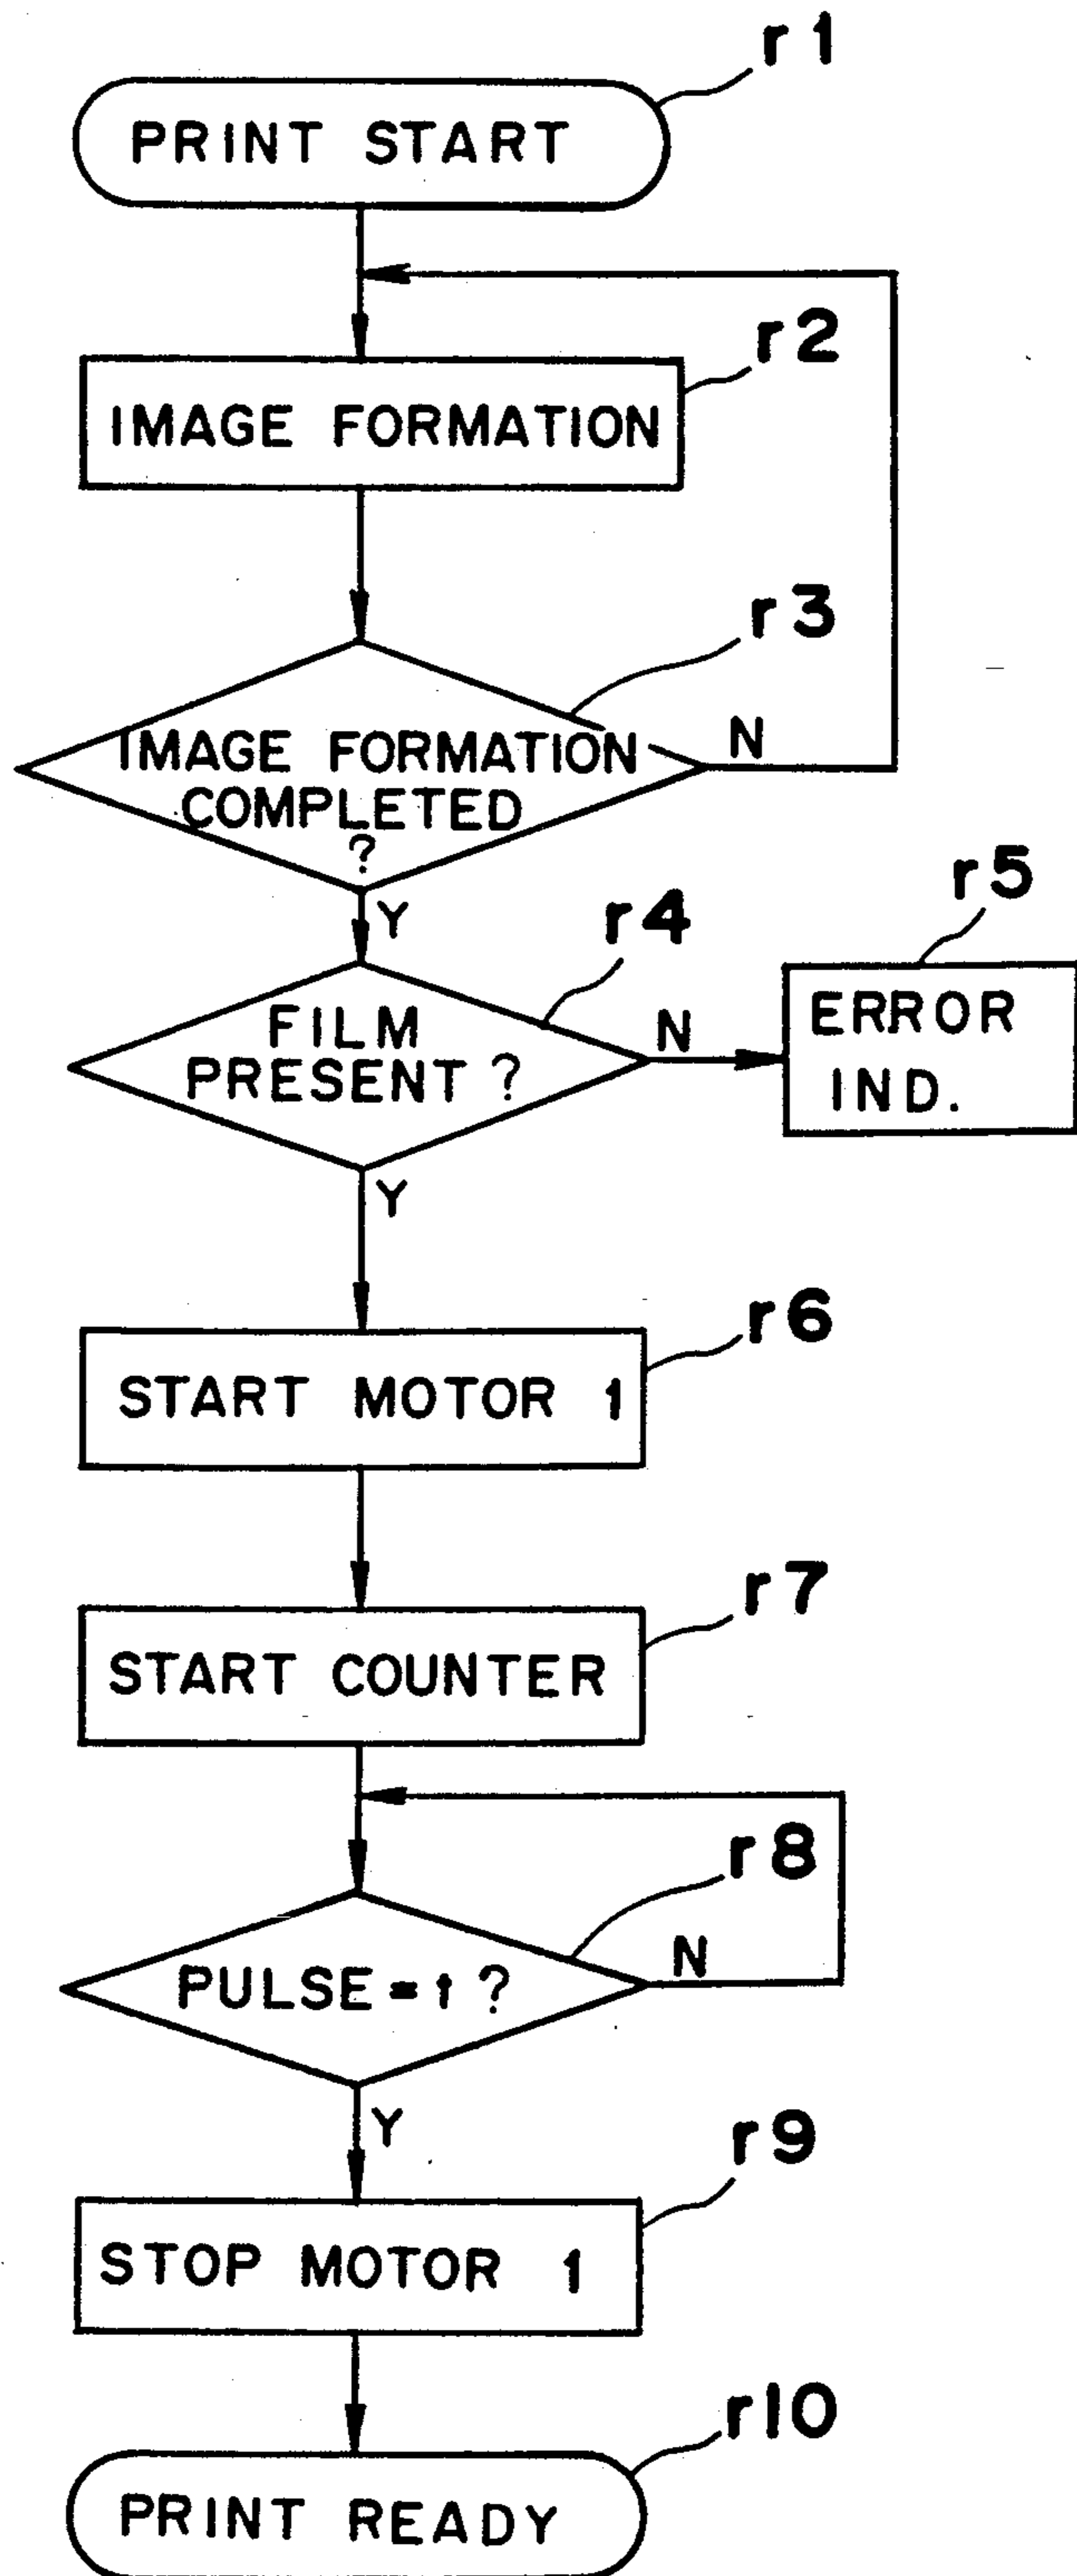 r1
PRINT START
r2
IMAGE FORMATION
r3
IMAGE FORMATION
COMPLETED
?
N
Y
r4
FILM
PRESENT ?
N
r5
ERROR
IND.
Y
r6
START MOTOR 1
r7
START COUNTER
r8
PULSE = t ?
N
Y
r9
STOP MOTOR 1
r10
PRINT READY